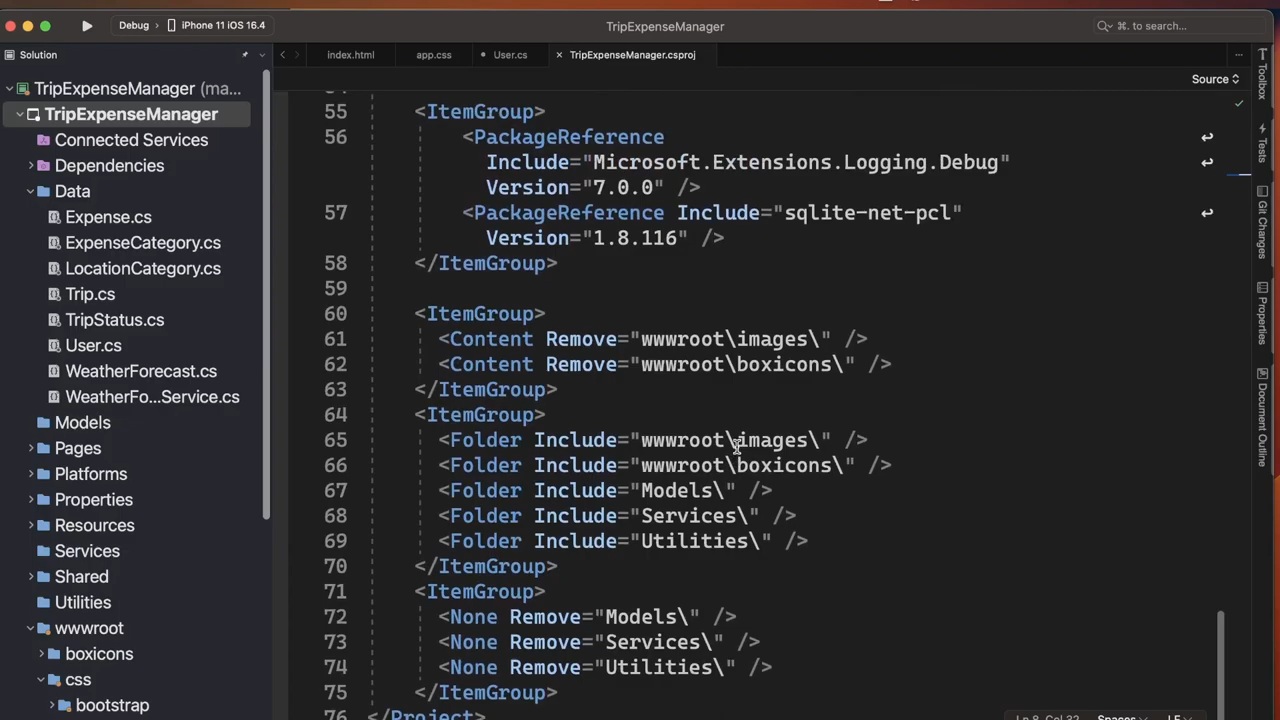 TripExpenseManager
Debug
iPhone 11 iOS 16.4
⌘. to search...
Solution
index.html
app.css
User.cs
TripExpenseManager.csproj
Source
TripExpenseManager (ma...
TripExpenseManager
Connected Services
Dependencies
Data
Expense.cs
ExpenseCategory.cs
LocationCategory.cs
Trip.cs
TripStatus.cs
User.cs
WeatherForecast.cs
WeatherFo...Service.cs
Models
Pages
Platforms
Properties
Resources
Services
Shared
Utilities
wwwroot
boxicons
css
bootstrap
55 <ItemGroup>
56 <PackageReference
Include="Microsoft.Extensions.Logging.Debug"
Version="7.0.0" />
57 <PackageReference Include="sqlite-net-pcl"
Version="1.8.116" />
58 </ItemGroup>
59
60 <ItemGroup>
61 <Content Remove="wwwroot\images\" />
62 <Content Remove="wwwroot\boxicons\" />
63 </ItemGroup>
64 <ItemGroup>
65 <Folder Include="wwwroot\images\" />
66 <Folder Include="wwwroot\boxicons\" />
67 <Folder Include="Models\" />
68 <Folder Include="Services\" />
69 <Folder Include="Utilities\" />
70 </ItemGroup>
71 <ItemGroup>
72 <None Remove="Models\" />
73 <None Remove="Services\" />
74 <None Remove="Utilities\" />
75 </ItemGroup>
76 </Project>
Toolbox
Tests
Git Changes
Properties
Document Outline